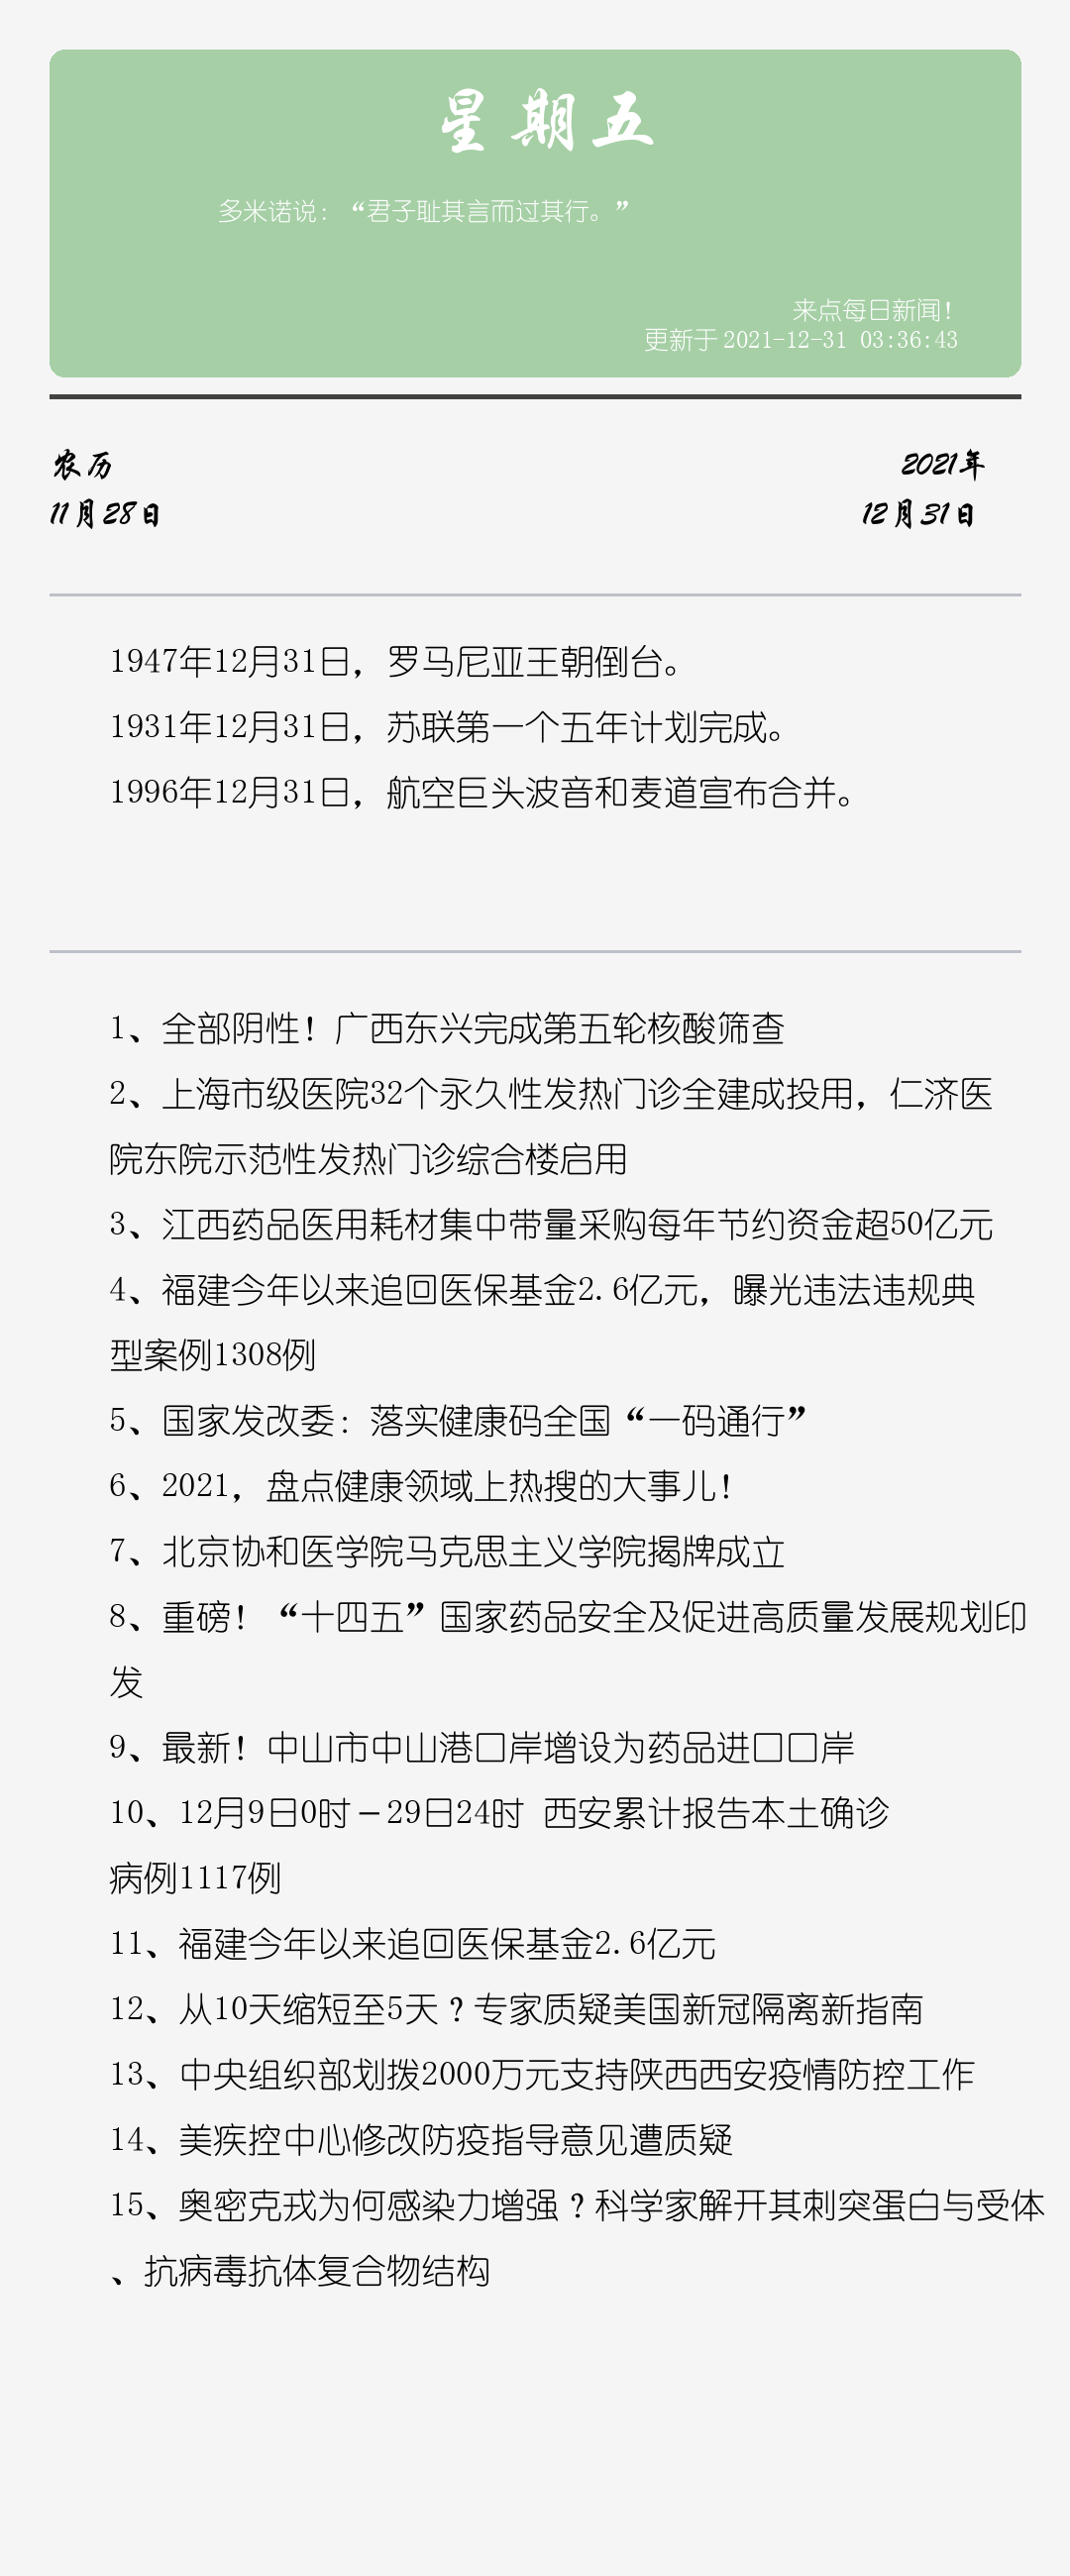 星期五
多米诺说：“君子耻其言而过其行。”
来点每日新闻！
更新于 2021-12-31 03:36:43
农历
2021年
11月28日
12月31日
1947年12月31日，罗马尼亚王朝倒台。
1931年12月31日，苏联第一个五年计划完成。
1996年12月31日，航空巨头波音和麦道宣布合并。
1、全部阴性！广西东兴完成第五轮核酸筛查
2、上海市级医院32个永久性发热门诊全建成投用，仁济医
院东院示范性发热门诊综合楼启用
3、江西药品医用耗材集中带量采购每年节约资金超50亿元
4、福建今年以来追回医保基金2.6亿元，曝光违法违规典
型案例1308例
5、国家发改委：落实健康码全国“一码通行”
6、2021，盘点健康领域上热搜的大事儿！
7、北京协和医学院马克思主义学院揭牌成立
8、重磅！“十四五”国家药品安全及促进高质量发展规划印
发
9、最新！中山市中山港口岸增设为药品进口口岸
10、12月9日0时—29日24时 西安累计报告本土确诊
病例1117例
11、福建今年以来追回医保基金2.6亿元
12、从10天缩短至5天？专家质疑美国新冠隔离新指南
13、中央组织部划拨2000万元支持陕西西安疫情防控工作
14、美疾控中心修改防疫指导意见遭质疑
15、奥密克戎为何感染力增强？科学家解开其刺突蛋白与受体
、抗病毒抗体复合物结构